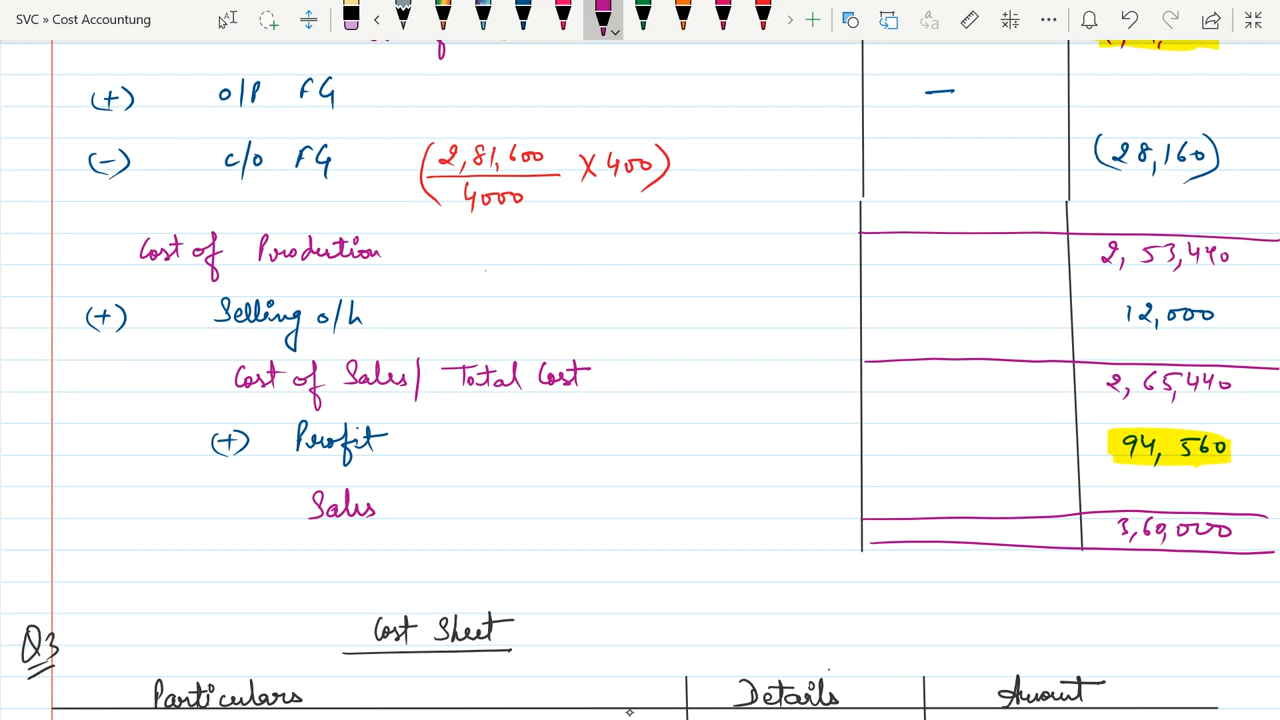 SVC » Cost Accountung
(+) O/P FG —
(-) C/O FG (2,81,600 / 4000 × 400) (28,160)
Cost of Production 2,53,440
(+) Selling o/h 12,000
Cost of Sales / Total Cost 2,65,440
(+) Profit 94,560
Sales 3,60,000
Q3 Cost Sheet
Particulars Details Amount